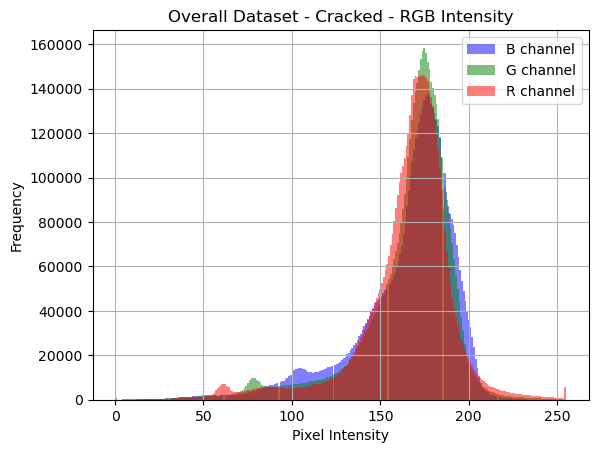 Overall Dataset - Cracked - RGB Intensity
B channel
G channel
R channel
160000
140000
120000
100000
80000
60000
40000
20000
0
Frequency
0 50 100 150 200 250
Pixel Intensity